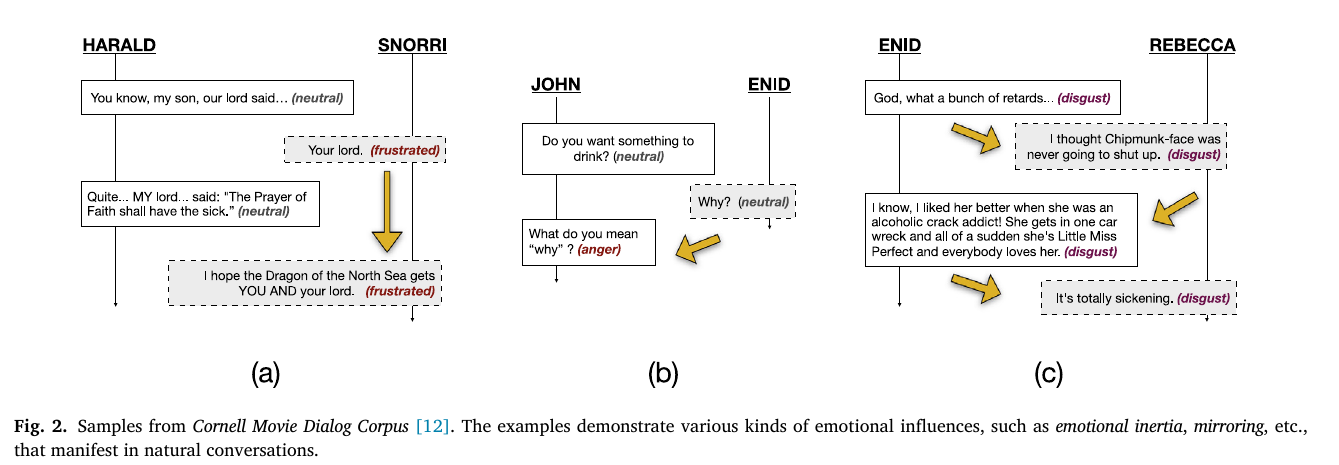 HARALD
SNORRI
You know, my son, our lord said… (neutral)
Your lord. (frustrated)
Quite... MY lord... said: "The Prayer of
Faith shall have the sick." (neutral)
I hope the Dragon of the North Sea gets
YOU AND your lord. (frustrated)
(a)
JOHN
ENID
Do you want something to
drink? (neutral)
Why? (neutral)
What do you mean
“why” ? (anger)
(b)
ENID
REBECCA
God, what a bunch of retards... (disgust)
I thought Chipmunk-face was
never going to shut up. (disgust)
I know, I liked her better when she was an
alcoholic crack addict! She gets in one car
wreck and all of a sudden she's Little Miss
Perfect and everybody loves her. (disgust)
It's totally sickening. (disgust)
(c)
Fig. 2. Samples from Cornell Movie Dialog Corpus [12]. The examples demonstrate various kinds of emotional influences, such as emotional inertia, mirroring, etc.,
that manifest in natural conversations.